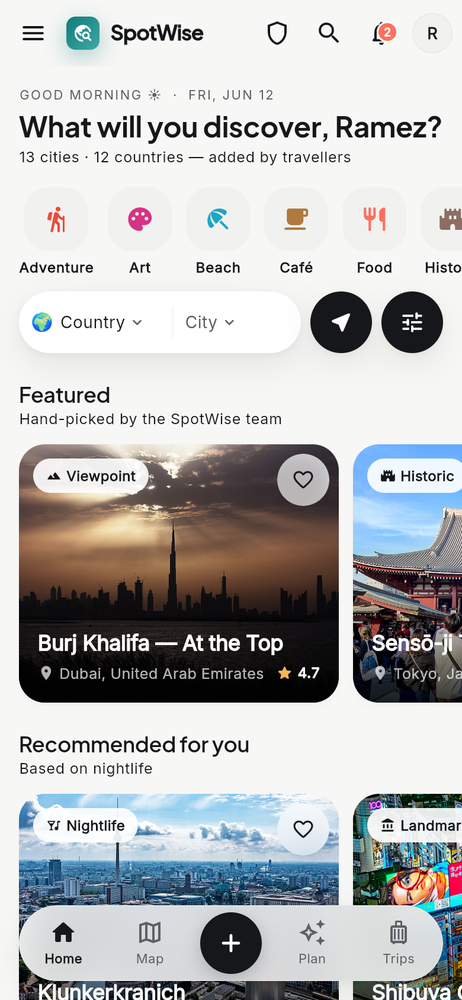 SpotWise
2
R
GOOD MORNING ☀ · FRI, JUN 12
What will you discover, Ramez?
13 cities · 12 countries — added by travellers
Adventure
Art
Beach
Café
Food
Histo
Country
City
Featured
Hand-picked by the SpotWise team
Viewpoint
Historic
Burj Khalifa — At the Top
Sensō-ji
Dubai, United Arab Emirates
4.7
Tokyo, Ja
Recommended for you
Based on nightlife
Nightlife
Landmar
100
Home
Map
Plan
Trips
Klunkerkranich
Shibuya